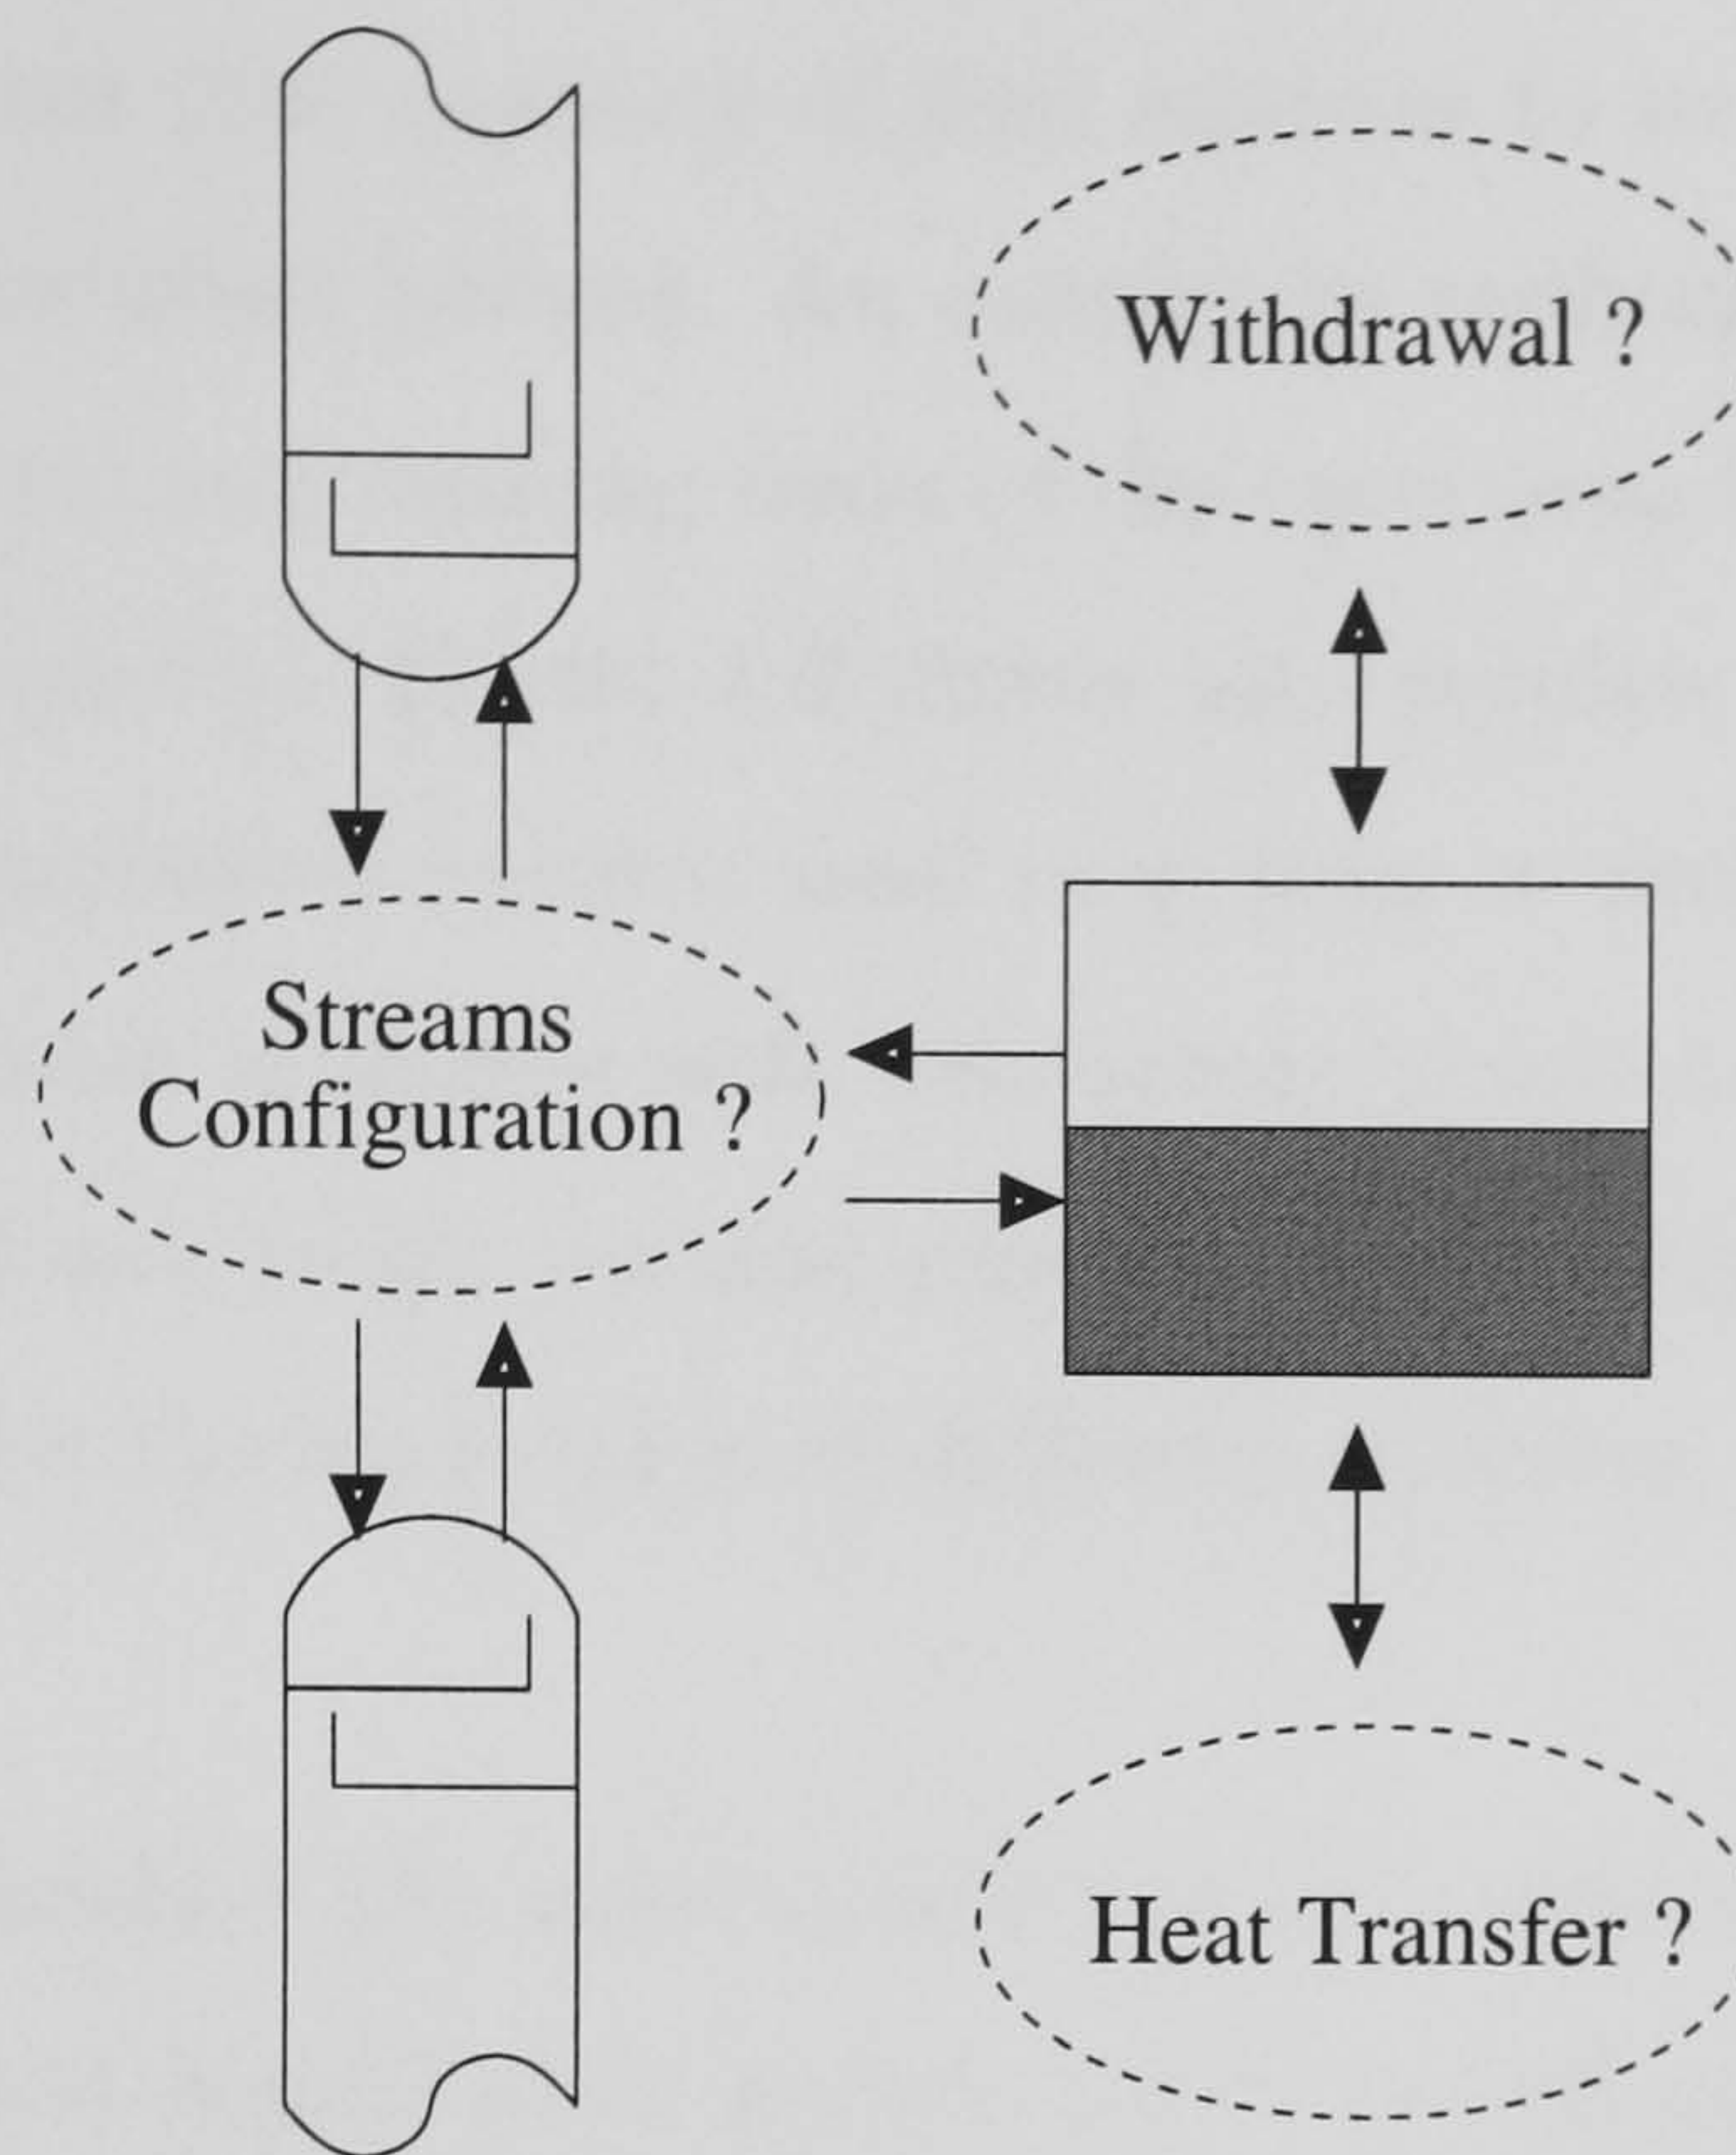 Withdrawal ?
Streams
Configuration ?
Heat Transfer ?